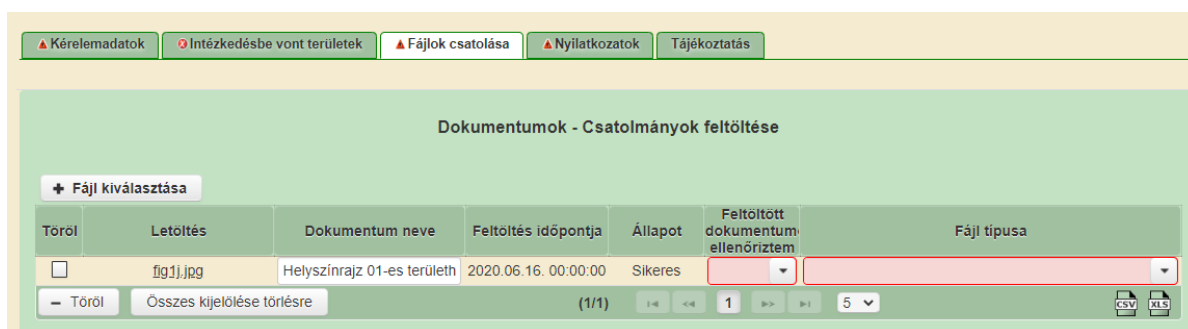 Kérelemadatok Intézkedésbe vont területek Fájlok csatolása Nyilatkozatok Tájékoztatás
Dokumentumok - Csatolmányok feltöltése
+ Fájl kiválasztása
Töröl Letöltés Dokumentum neve Feltöltés időpontja Állapot Feltöltött dokumentum ellenőriztem Fájl típusa
fig1j.jpg Helyszínrajz 01-es területh 2020.06.16. 00:00:00 Sikeres
− Töröl Összes kijelölése törlésre (1/1) 1 5 CSV XLS